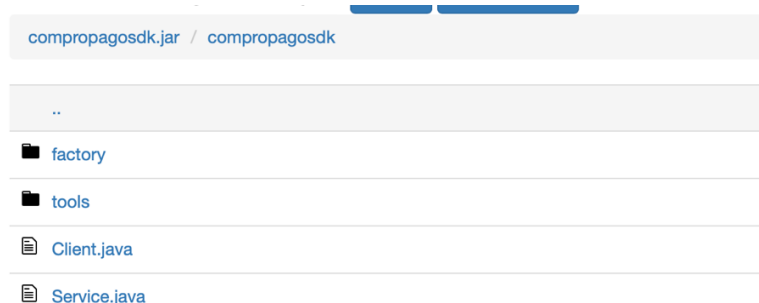 compropagosdk.jar / compropagosdk
..
factory
tools
Client.java
Service.java